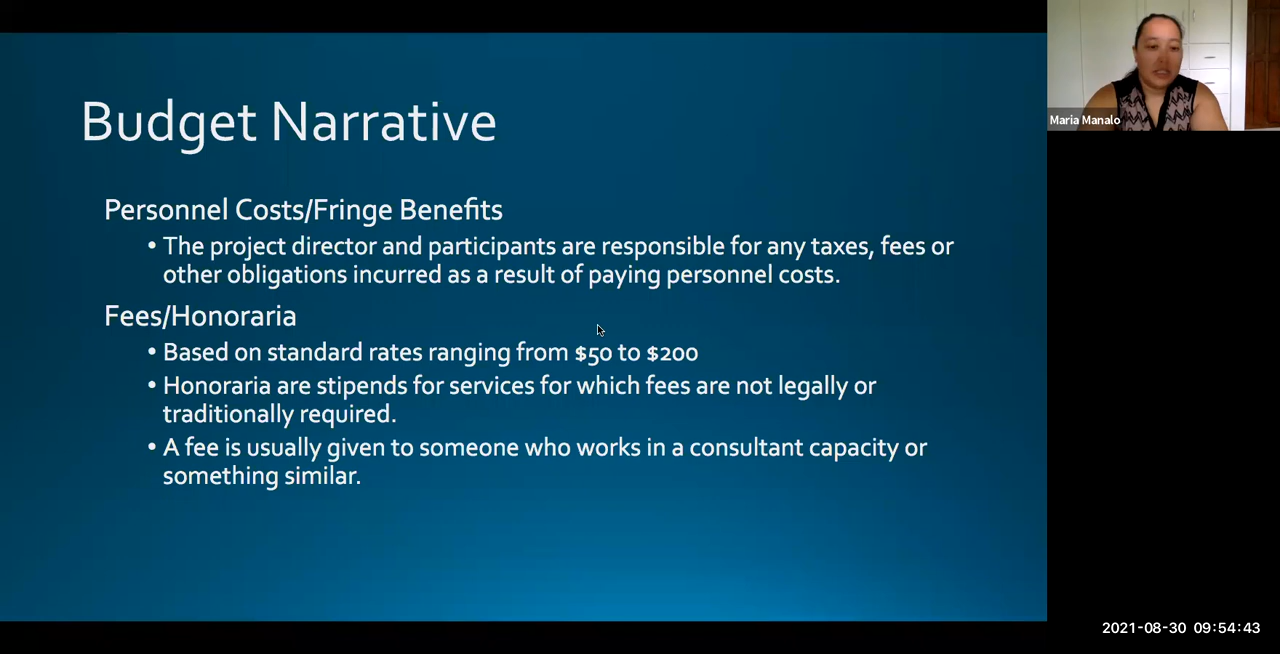 Budget Narrative
Personnel Costs/Fringe Benefits
• The project director and participants are responsible for any taxes, fees or
other obligations incurred as a result of paying personnel costs.
Fees/Honoraria
• Based on standard rates ranging from $50 to $200
• Honoraria are stipends for services for which fees are not legally or
traditionally required.
• A fee is usually given to someone who works in a consultant capacity or
something similar.
Maria Manalo
2021-08-30 09:54:43